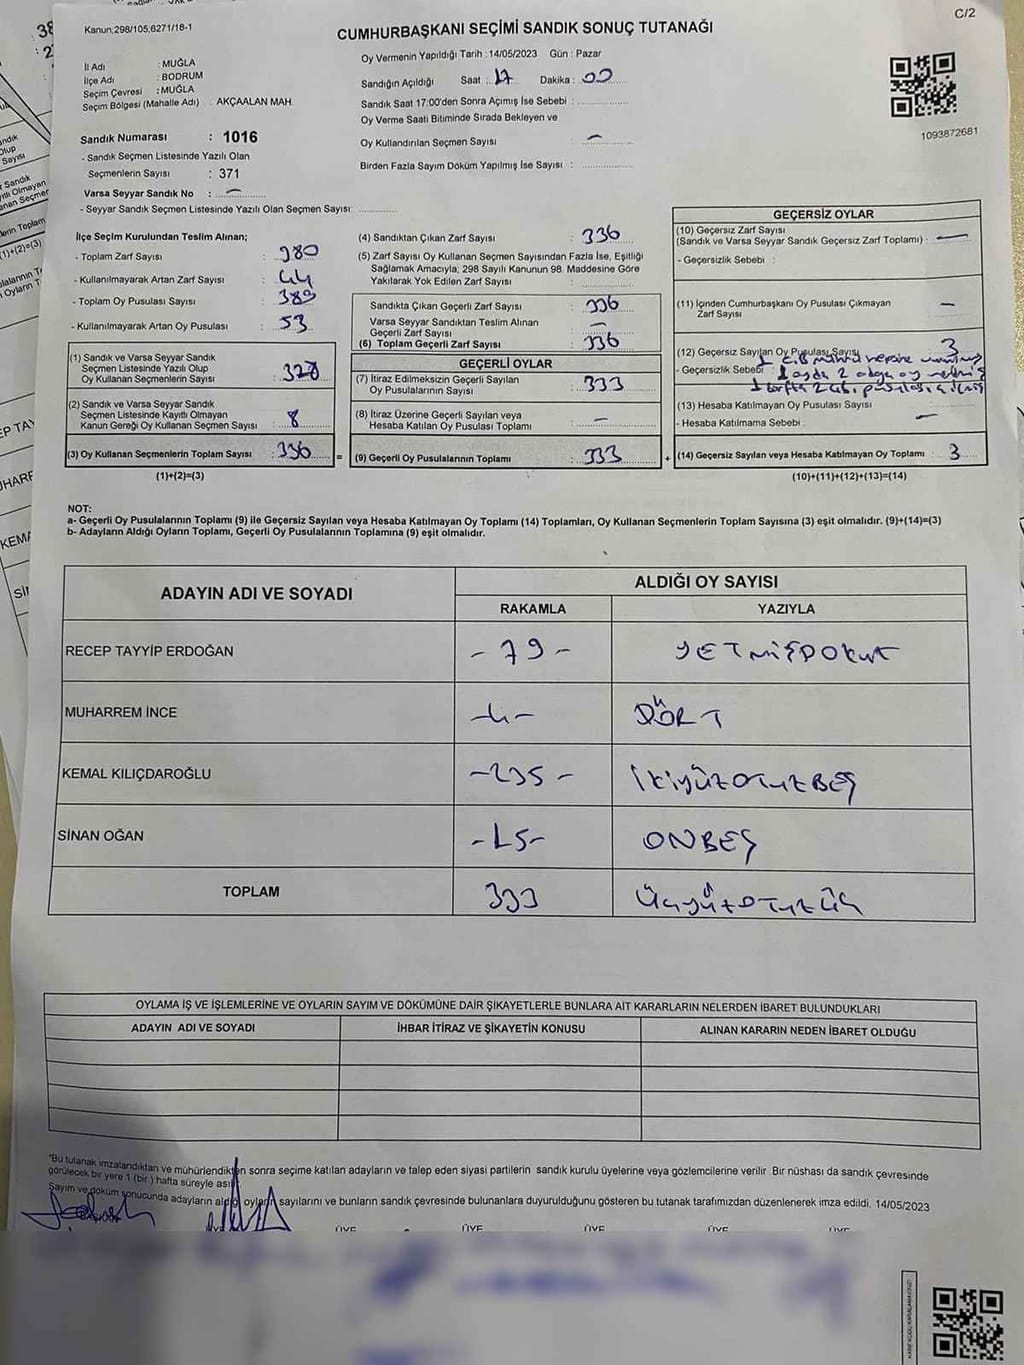 C/2
Kanun:298/105,6271/18-1
CUMHURBAŞKANI SEÇİMİ SANDIK SONUÇ TUTANAĞI
İl Adı : MUĞLA
İlçe Adı : BODRUM
Seçim Çevresi : MUĞLA
Seçim Bölgesi (Mahalle Adı) : AKÇAALAN MAH.
Sandık Numarası : 1016
- Sandık Seçmen Listesinde Yazılı Olan
Seçmenlerin Sayısı : 371
Varsa Seyyar Sandık No : —
- Seyyar Sandık Seçmen Listesinde Yazılı Olan Seçmen Sayısı:
Oy Vermenin Yapıldığı Tarih :14/05/2023 Gün : Pazar
Sandığın Açıldığı Saat : 17 Dakika : 00
Sandık Saat 17:00'den Sonra Açımış İse Sebebi :
Oy Verme Saati Bitiminde Sırada Bekleyen ve
Oy Kullandırılan Seçmen Sayısı : —
Birden Fazla Sayım Döküm Yapılmış İse Sayısı :
1093872681
İlçe Seçim Kurulundan Teslim Alınan;
- Toplam Zarf Sayısı : 380
- Kullanılmayarak Artan Zarf Sayısı : 44
- Toplam Oy Pusulası Sayısı : 389
- Kullanılmayarak Artan Oy Pusulası : 53
(1) Sandık ve Varsa Seyyar Sandık
Seçmen Listesinde Yazılı Olup
Oy Kullanan Seçmenlerin Sayısı : 328
(2) Sandık ve Varsa Seyyar Sandık
Seçmen Listesinde Kayıtlı Olmayan
Kanun Gereği Oy Kullanan Seçmen Sayısı : 8
(3) Oy Kullanan Seçmenlerin Toplam Sayısı : 336 =
(1)+(2)=(3)
(4) Sandıktan Çıkan Zarf Sayısı : 336
(5) Zarf Sayısı Oy Kullanan Seçmen Sayısından Fazla İse, Eşitliği
Sağlamak Amacıyla, 298 Sayılı Kanunun 98. Maddesine Göre
Yakılarak Yok Edilen Zarf Sayısı :
Sandıkta Çıkan Geçerli Zarf Sayısı : 336
Varsa Seyyar Sandıktan Teslim Alınan
Geçerli Zarf Sayısı : —
(6) Toplam Geçerli Zarf Sayısı : 336
GEÇERLİ OYLAR
(7) İtiraz Edilmeksizin Geçerli Sayılan
Oy Pusulalarının Sayısı : 333
(8) İtiraz Üzerine Geçerli Sayılan veya
Hesaba Katılan Oy Pusulası Toplamı : —
(9) Geçerli Oy Pusulalarının Toplamı : 333 +
GEÇERSİZ OYLAR
(10) Geçersiz Zarf Sayısı
(Sandık ve Varsa Seyyar Sandık Geçersiz Zarf Toplamı) : —
- Geçersizlik Sebebi :
(11) İçinden Cumhurbaşkanı Oy Pusulası Çıkmayan
Zarf Sayısı : —
(12) Geçersiz Sayılan Oy Pusulası Sayısı 3
- Geçersizlik Sebebi :
(13) Hesaba Katılmayan Oy Pusulası Sayısı
- Hesaba Katılmama Sebebi : —
(14) Geçersiz Sayılan veya Hesaba Katılmayan Oy Toplamı : 3
(10)+(11)+(12)+(13)=(14)
NOT:
a- Geçerli Oy Pusulalarının Toplamı (9) ile Geçersiz Sayılan veya Hesaba Katılmayan Oy Toplamı (14) Toplamları, Oy Kullanan Seçmenlerin Toplam Sayısına (3) eşit olmalıdır. (9)+(14)=(3)
b- Adayların Aldığı Oyların Toplamı, Geçerli Oy Pusulalarının Toplamına (9) eşit olmalıdır.
ADAYIN ADI VE SOYADI
ALDIĞI OY SAYISI
RAKAMLA YAZIYLA
RECEP TAYYİP ERDOĞAN - 79 - YETMİŞDOKUZ
MUHARREM İNCE - 4 - DÖRT
KEMAL KILIÇDAROĞLU - 235 - İKİYÜZOTUZBEŞ
SİNAN OĞAN - 15 - ONBEŞ
TOPLAM 333 ÜÇYÜZOTUZÜÇ
OYLAMA İŞ VE İŞLEMLERİNE VE OYLARIN SAYIM VE DÖKÜMÜNE DAİR ŞİKAYETLERLE BUNLARA AİT KARARLARIN NELERDEN İBARET BULUNDUKLARI
ADAYIN ADI VE SOYADI İHBAR İTİRAZ VE ŞİKAYETİN KONUSU ALINAN KARARIN NEDEN İBARET OLDUĞU
*Bu tutanak imzalandıktan ve mühürlendikten sonra seçime katılan adayların ve talep eden siyasi partilerin sandık kurulu üyelerine veya gözlemcilerine verilir .Bir nüshası da sandık çevresinde
görülecek bir yere 1 (bir ) hafta süreyle asılı
Sayım ve döküm sonucunda adayların aldığı oyların sayılarını ve bunların sandık çevresinde bulunanlara duyurulduğunu gösteren bu tutanak tarafımızdan düzenlenerek imza edildi. 14/05/2023
ÜYE ÜYE ÜYE ÜYE ÜYE